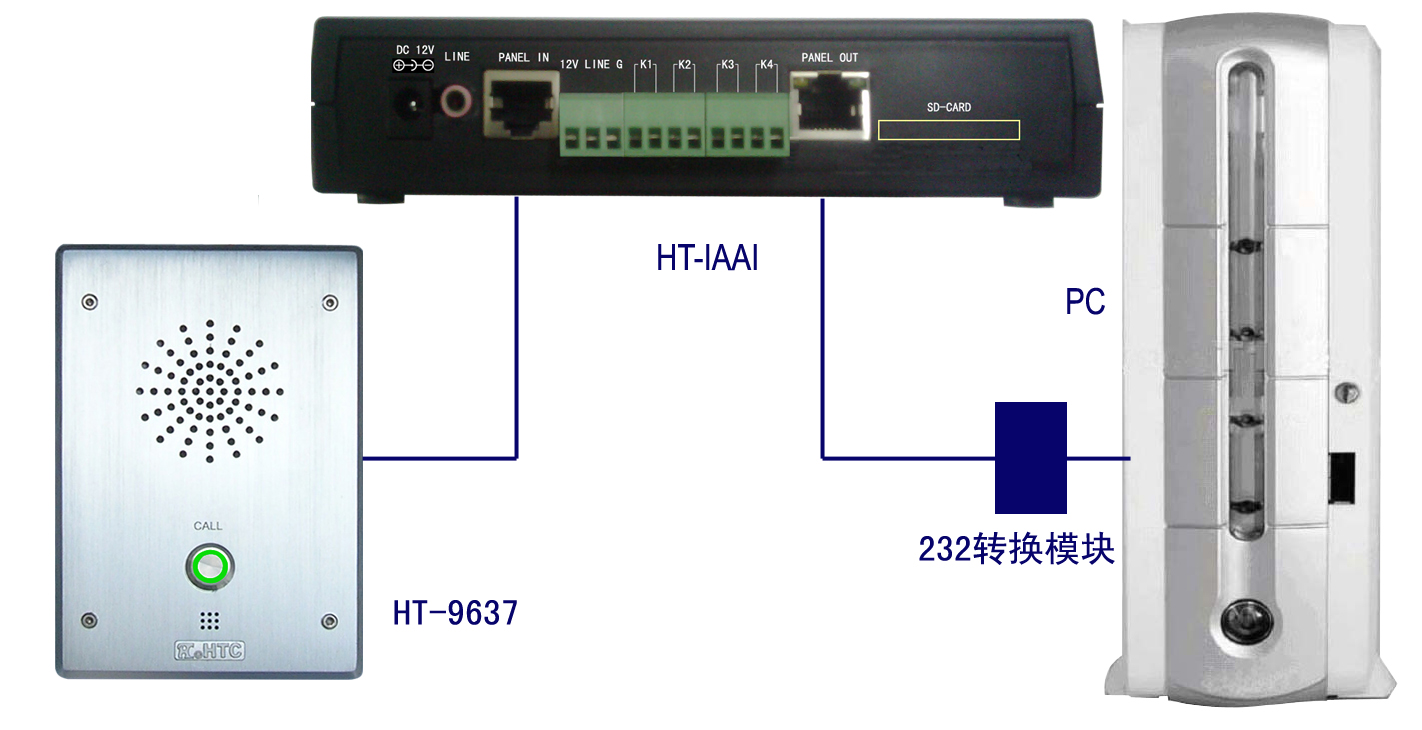 DC 12V
LINE
PANEL IN
12V LINE G
K1
K2
K3
K4
PANEL OUT
SD-CARD
HT-IAAI
PC
232转换模块
CALL
HTC
HT-9637